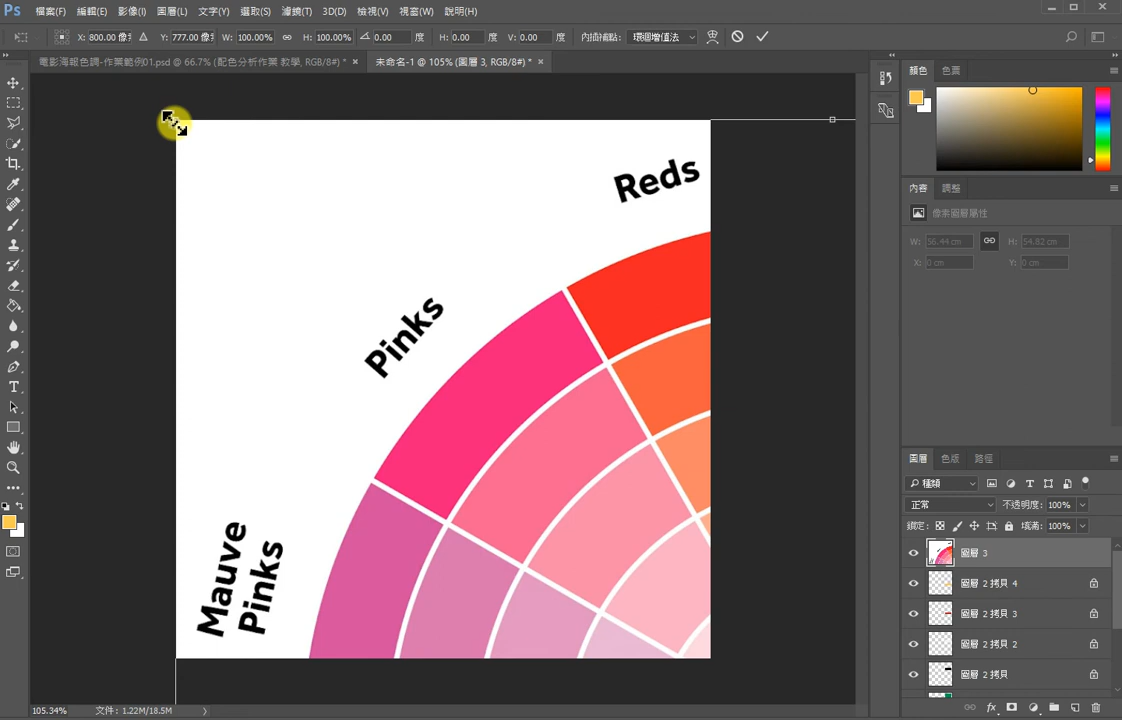 Ps 檔案(F) 編輯(E) 影像(I) 圖層(L) 文字(Y) 選取(S) 濾鏡(T) 3D(D) 檢視(V) 視窗(W) 說明(H)
X: 800.00 像素 Y: 777.00 像素 W: 100.00% H: 100.00% 0.00 度 H: 0.00 度 V: 0.00 度 內插補點: 環迴增值法
電影海報色調-作業範例01.psd @ 66.7% (配色分析作業 教學, RGB/8#) * × 未命名-1 @ 105% (圖層 3, RGB/8#) * ×
顏色 色票
Reds
Pinks
Mauve
Pinks
內容 調整
像素圖層屬性
W: 56.44 cm H: 54.82 cm
X: 0 cm Y: 0 cm
圖層 色版 路徑
種類
正常 不透明度: 100%
鎖定: 填滿: 100%
圖層 3
圖層 2 拷貝 4
圖層 2 拷貝 3
圖層 2 拷貝 2
圖層 2 拷貝
fx
105.34% 文件: 1.22M/18.5M